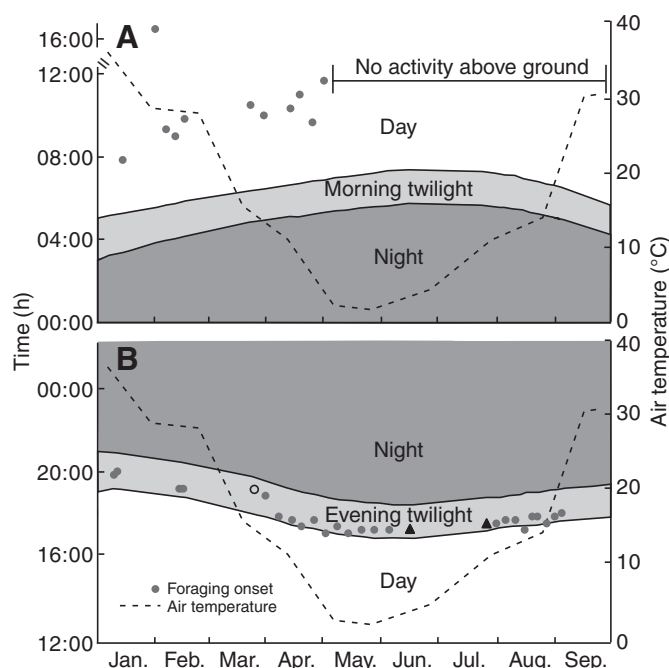 A
16:00
12:00
08:00
04:00
00:00
No activity above ground
Day
Morning twilight
Night
40
30
20
10
0
B
00:00
20:00
16:00
12:00
Night
Evening twilight
Day
Foraging onset
Air temperature
40
30
20
10
0
Time (h)
Air temperature (°C)
Jan. Feb. Mar. Apr. May. Jun. Jul. Aug. Sep.